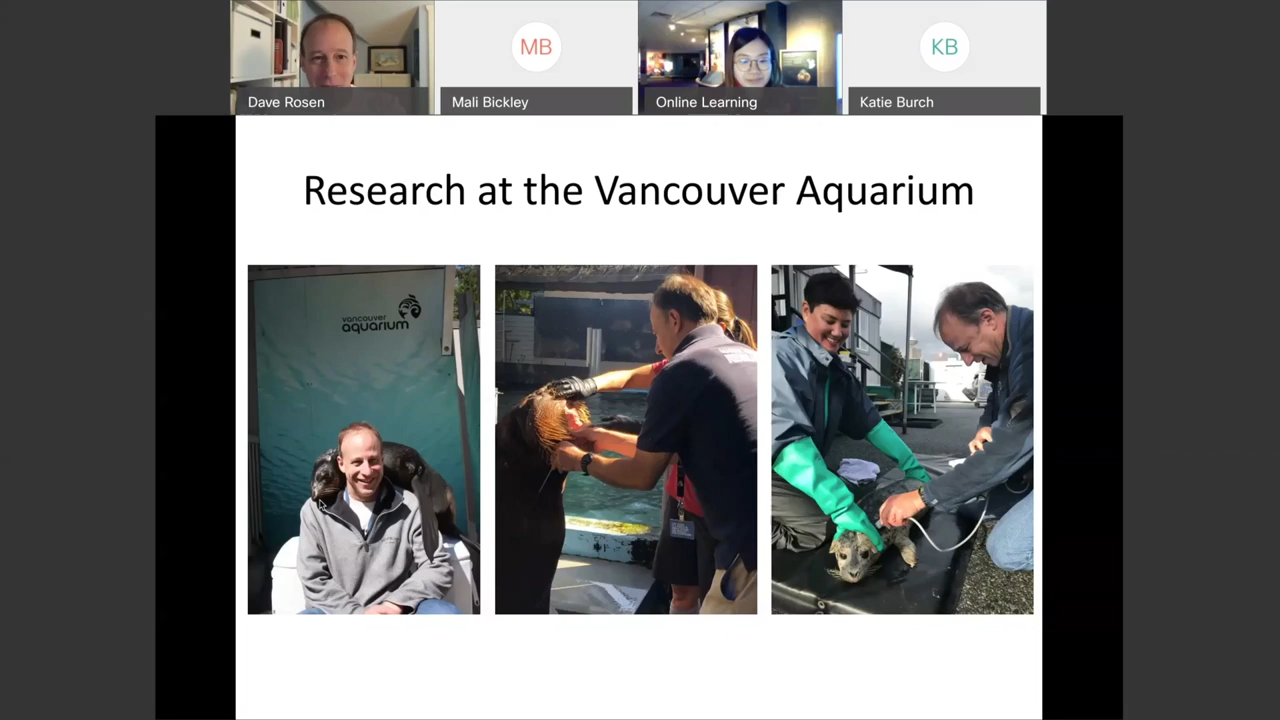 MB
KB
Dave Rosen
Mali Bickley
Online Learning
Katie Burch
Research at the Vancouver Aquarium
vancouver
aquarium